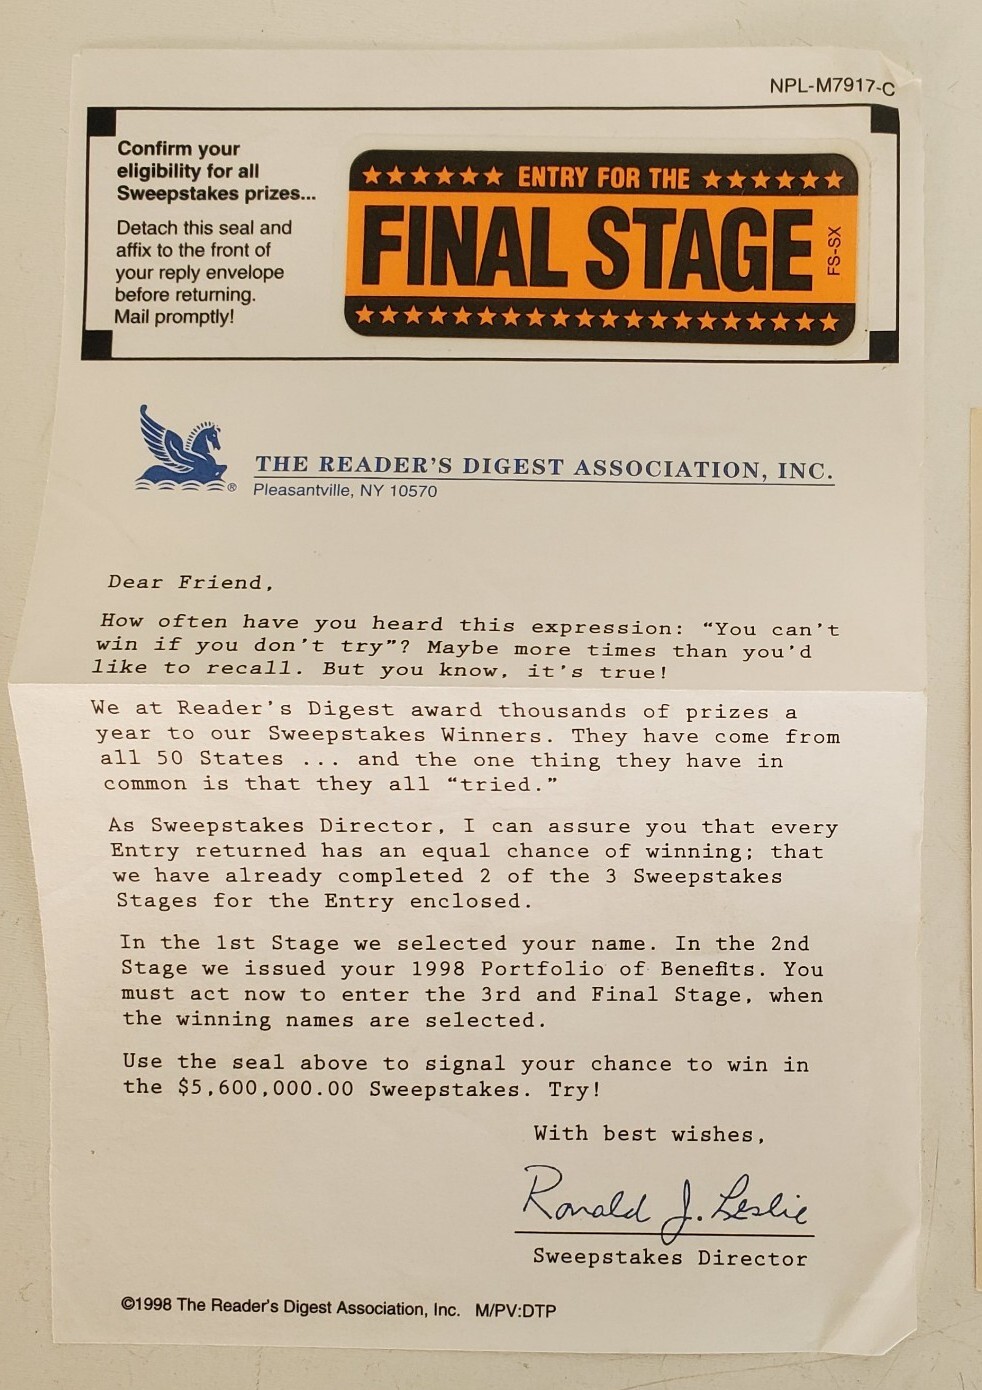 NPL-M7917-C
Confirm your
eligibility for all
Sweepstakes prizes...
Detach this seal and
affix to the front of
your reply envelope
before returning.
Mail promptly!
ENTRY FOR THE
FINAL STAGE
FS-SX
THE READER'S DIGEST ASSOCIATION, INC.
Pleasantville, NY 10570
Dear Friend,
How often have you heard this expression: “You can't
win if you don't try”? Maybe more times than you'd
like to recall. But you know, it's true!
We at Reader's Digest award thousands of prizes a
year to our Sweepstakes Winners. They have come from
all 50 States ... and the one thing they have in
common is that they all “tried.”
As Sweepstakes Director, I can assure you that every
Entry returned has an equal chance of winning; that
we have already completed 2 of the 3 Sweepstakes
Stages for the Entry enclosed.
In the 1st Stage we selected your name. In the 2nd
Stage we issued your 1998 Portfolio of Benefits. You
must act now to enter the 3rd and Final Stage, when
the winning names are selected.
Use the seal above to signal your chance to win in
the $5,600,000.00 Sweepstakes. Try!
With best wishes,
Ronald J. Leslie
Sweepstakes Director
©1998 The Reader's Digest Association, Inc. M/PV:DTP